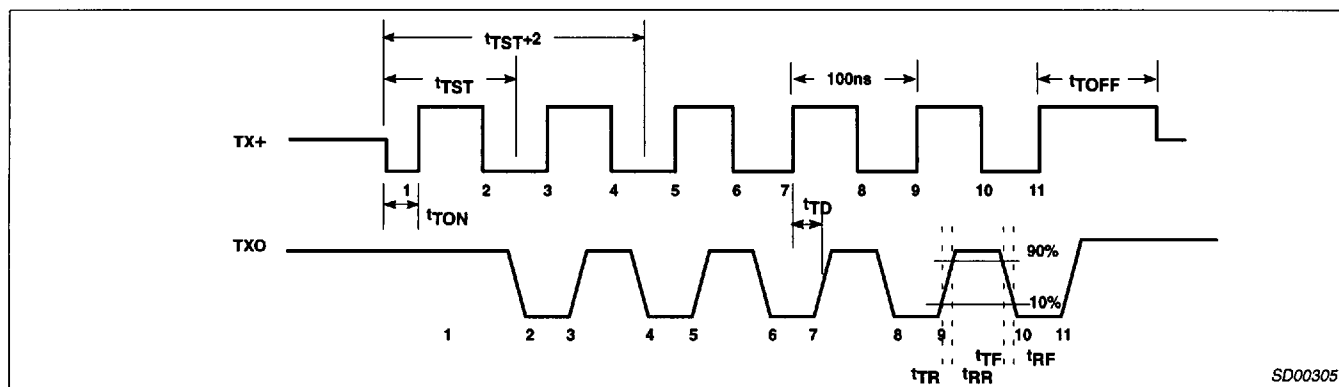 tTST+2
tTST
100ns
tTOFF
TX+
1 2 3 4 5 6 7 8 9 10 11
tTON
tTD
TXO
90%
10%
1 2 3 4 5 6 7 8 9 10 11
tTF tRF
tTR tRR
SD00305